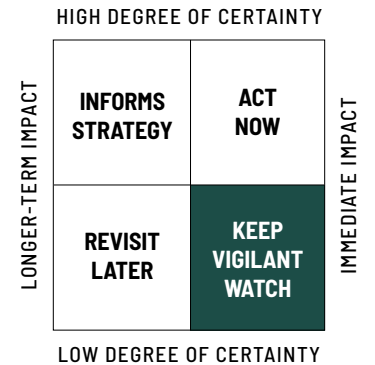 HIGH DEGREE OF CERTAINTY
LONGER-TERM IMPACT
INFORMS
STRATEGY
ACT
NOW
IMMEDIATE IMPACT
REVISIT
LATER
KEEP
VIGILANT
WATCH
LOW DEGREE OF CERTAINTY